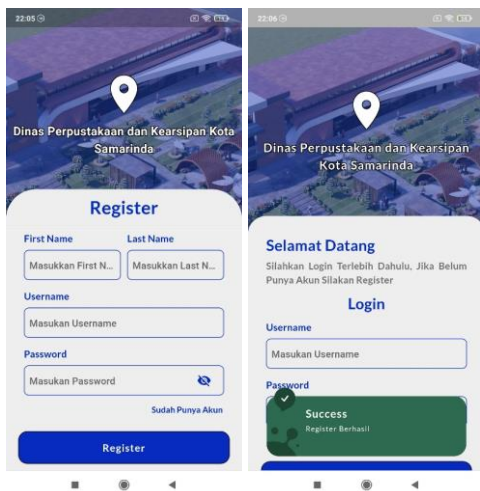 22:05
Dinas Perpustakaan dan Kearsipan Kota
Samarinda
Register
First Name
Last Name
Masukkan First N...
Masukkan Last N...
Username
Masukan Username
Password
Masukan Password
Sudah Punya Akun
Register
22:06
Dinas Perpustakaan dan Kearsipan
Kota Samarinda
Selamat Datang
Silahkan Login Terlebih Dahulu, Jika Belum
Punya Akun Silakan Register
Login
Username
Masukan Username
Password
Success
Register Berhasil